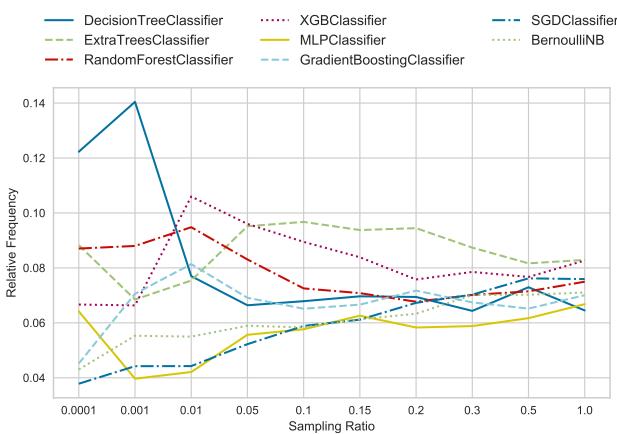 DecisionTreeClassifier XGBClassifier SGDClassifier
ExtraTreesClassifier MLPClassifier BernoulliNB
RandomForestClassifier GradientBoostingClassifier
0.14
0.12
0.10
0.08
0.06
0.04
Relative Frequency
0.0001 0.001 0.01 0.05 0.1 0.15 0.2 0.3 0.5 1.0
Sampling Ratio